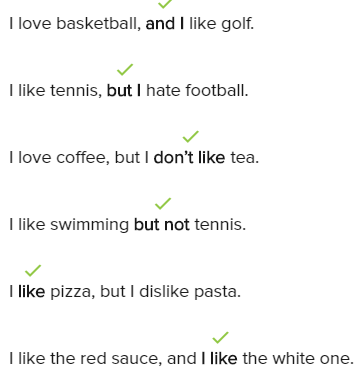 I love basketball, and I like golf.
I like tennis, but I hate football.
I love coffee, but I don't like tea.
I like swimming but not tennis.
I like pizza, but I dislike pasta.
I like the red sauce, and I like the white one.